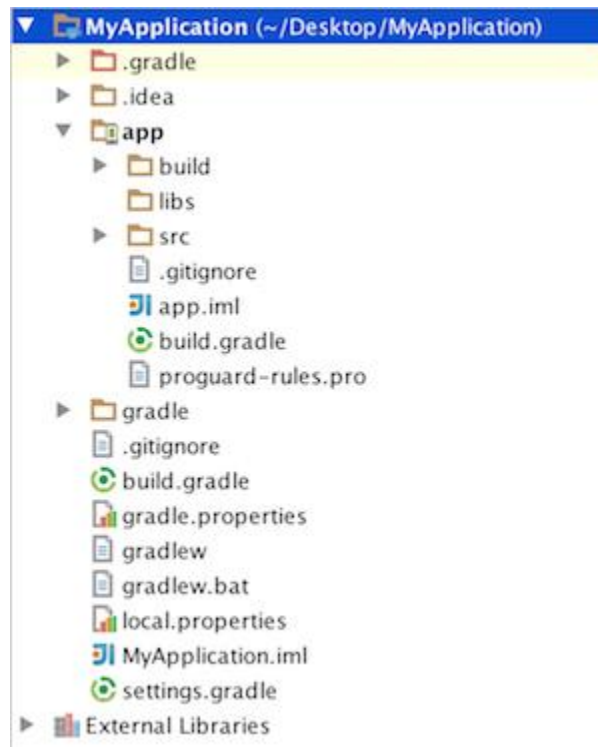 MyApplication (~/Desktop/MyApplication)
.gradle
.idea
app
build
libs
src
.gitignore
app.iml
build.gradle
proguard-rules.pro
gradle
.gitignore
build.gradle
gradle.properties
gradlew
gradlew.bat
local.properties
MyApplication.iml
settings.gradle
External Libraries